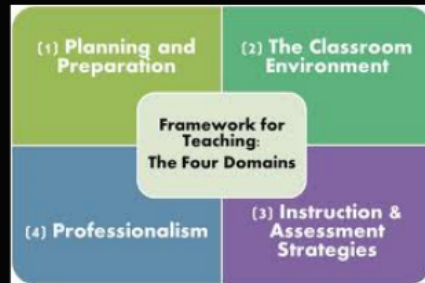 (1) Planning and
Preparation
(2) The Classroom
Environment
Framework for
Teaching:
The Four Domains
(4) Professionalism
(3) Instruction &
Assessment
Strategies